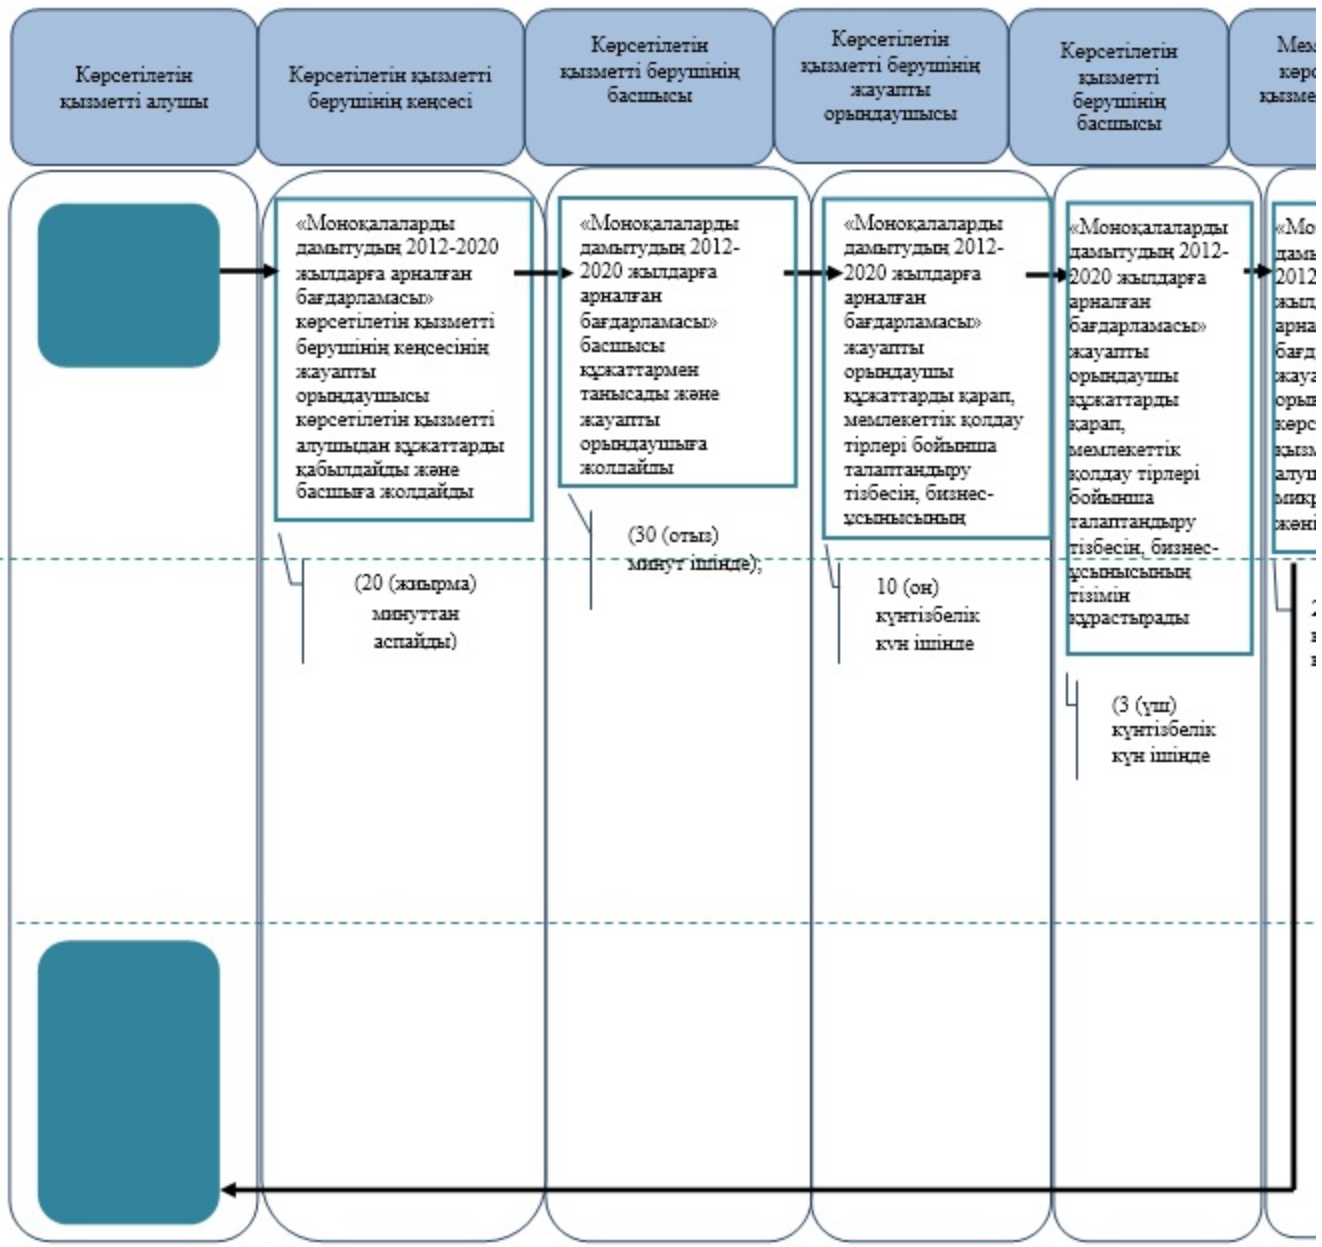 Көрсетілетін
қызметті алушы
Көрсетілетін қызметті
берушінің кеңсесі
Көрсетілетін
қызметті берушінің
басшысы
Көрсетілетін
қызметті берушінің
жауапты
орындаушысы
Көрсетілетін
қызметті
берушінің
басшысы
«Моноқалаларды
дамытудың 2012-2020
жылдарға арналған
бағдарламасы»
көрсетілетін қызметті
берушінің кеңсесінің
жауапты
орындаушысы
көрсетілетін қызметті
алушыдан құжаттарды
қабылдайды және
басшыға жолдайды
(20 (жиырма)
минуттан
аспайды)
«Моноқалаларды
дамытудың 2012-
2020 жылдарға
арналған
бағдарламасы»
басшысы
құжаттармен
танысады және
жауапты
орындаушыға
жолдайды
(30 (отыз)
минут ішінде);
«Моноқалаларды
дамытудың 2012-
2020 жылдарға
арналған
бағдарламасы»
жауапты
орындаушы
құжаттарды қарап,
мемлекеттік қолдау
тірлері бойынша
талаптандыру
тізбесін, бизнес-
ұсынысының
10 (он)
күнтізбелік
күн ішінде
«Моноқалаларды
дамытудың 2012-
2020 жылдарға
арналған
бағдарламасы»
жауапты
орындаушы
құжаттарды
қарап,
мемлекеттік
қолдау тірлері
бойынша
талаптандыру
тізбесін, бизнес-
ұсынысының
тізімін
құрастырады
(3 (үш)
күнтізбелік
күн ішінде